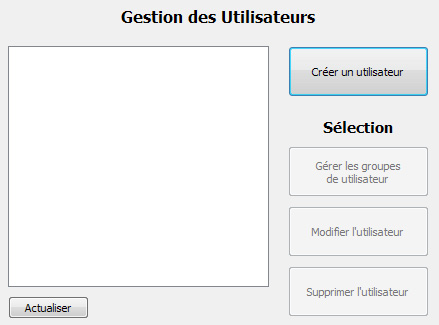 Gestion des Utilisateurs
Créer un utilisateur
Sélection
Gérer les groupes
de utilisateur
Modifier l'utilisateur
Supprimer l'utilisateur
Actualiser